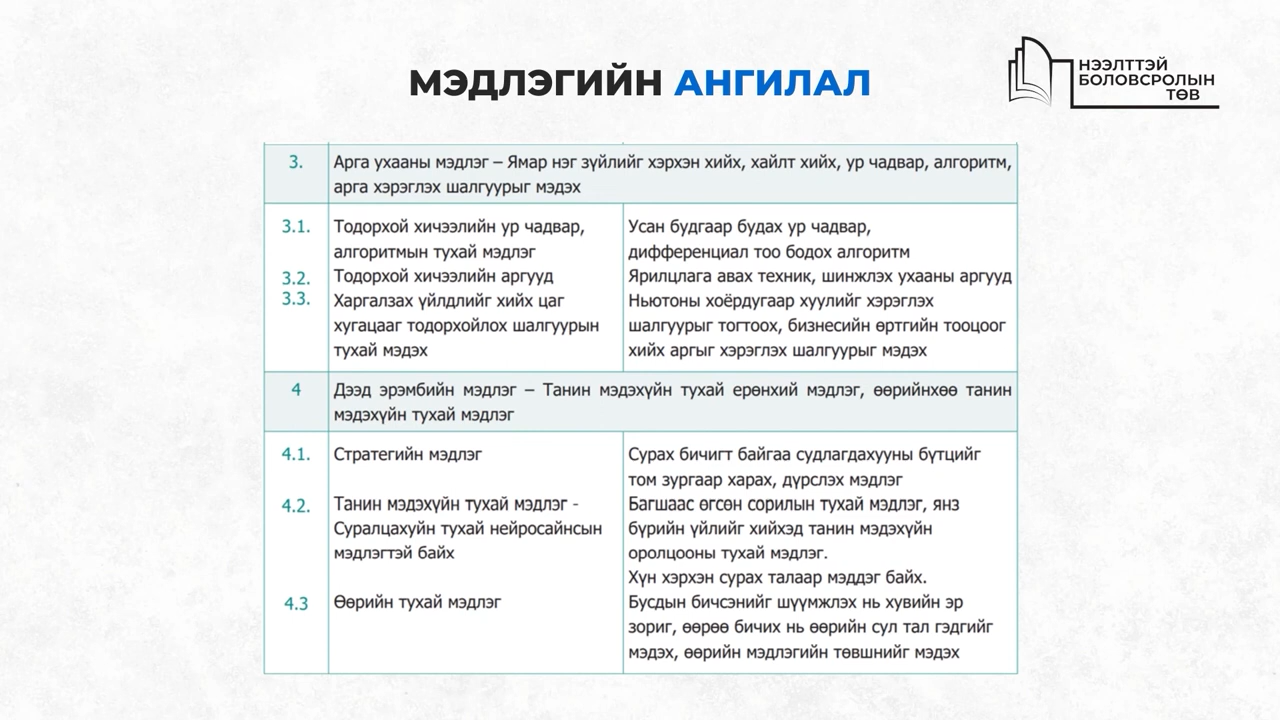 МЭДЛЭГИЙН АНГИЛАЛ
НЭЭЛТТЭЙ
БОЛОВСРОЛЫН
ТӨВ
3. Арга ухааны мэдлэг – Ямар нэг зүйлийг хэрхэн хийх, хайлт хийх, ур чадвар, алгоритм,
арга хэрэглэх шалгуурыг мэдэх
3.1. Тодорхой хичээлийн ур чадвар,
алгоритмын тухай мэдлэг
Усан будгаар будах ур чадвар,
дифференциал тоо бодох алгоритм
3.2. Тодорхой хичээлийн аргууд
Ярилцлага авах техник, шинжлэх ухааны аргууд
3.3. Харгалзах үйлдлийг хийх цаг
хугацааг тодорхойлох шалгуурын
тухай мэдэх
Ньютоны хоёрдугаар хуулийг хэрэглэх
шалгуурыг тогтоох, бизнесийн өртгийн тооцоог
хийх аргыг хэрэглэх шалгуурыг мэдэх
4 Дээд эрэмбийн мэдлэг – Танин мэдэхүйн тухай ерөнхий мэдлэг, өөрийнхөө танин
мэдэхүйн тухай мэдлэг
4.1. Стратегийн мэдлэг
Сурах бичигт байгаа судлагдахууны бүтцийг
том зургаар харах, дүрслэх мэдлэг
4.2. Танин мэдэхүйн тухай мэдлэг -
Суралцахуйн тухай нейросайнсын
мэдлэгтэй байх
Багшаас өгсөн сорилын тухай мэдлэг, янз
бүрийн үйлийг хийхэд танин мэдэхүйн
оролцооны тухай мэдлэг.
Хүн хэрхэн сурах талаар мэддэг байх.
4.3 Өөрийн тухай мэдлэг
Бусдын бичсэнийг шүүмжлэх нь хувийн эр
зориг, өөрөө бичих нь өөрийн сул тал гэдгийг
мэдэх, өөрийн мэдлэгийн төвшнийг мэдэх